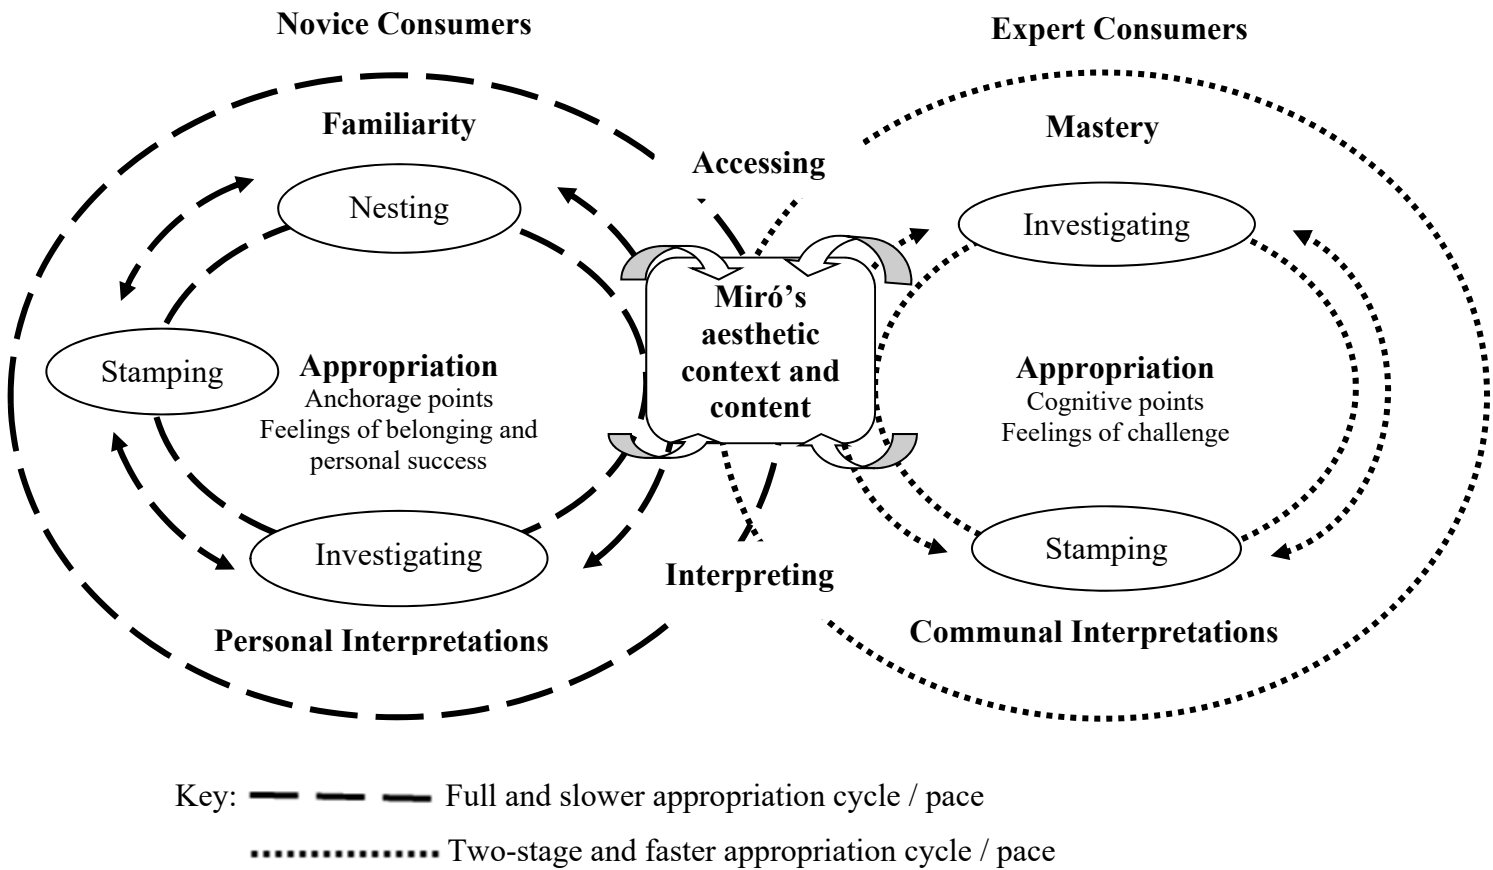 Novice Consumers
Expert Consumers
Familiarity
Mastery
Accessing
Nesting
Investigating
Miró’s
aesthetic
context and
content
Stamping
Appropriation
Anchorage points
Feelings of belonging and
personal success
Appropriation
Cognitive points
Feelings of challenge
Investigating
Stamping
Interpreting
Personal Interpretations
Communal Interpretations
Key:
Full and slower appropriation cycle / pace
Two-stage and faster appropriation cycle / pace